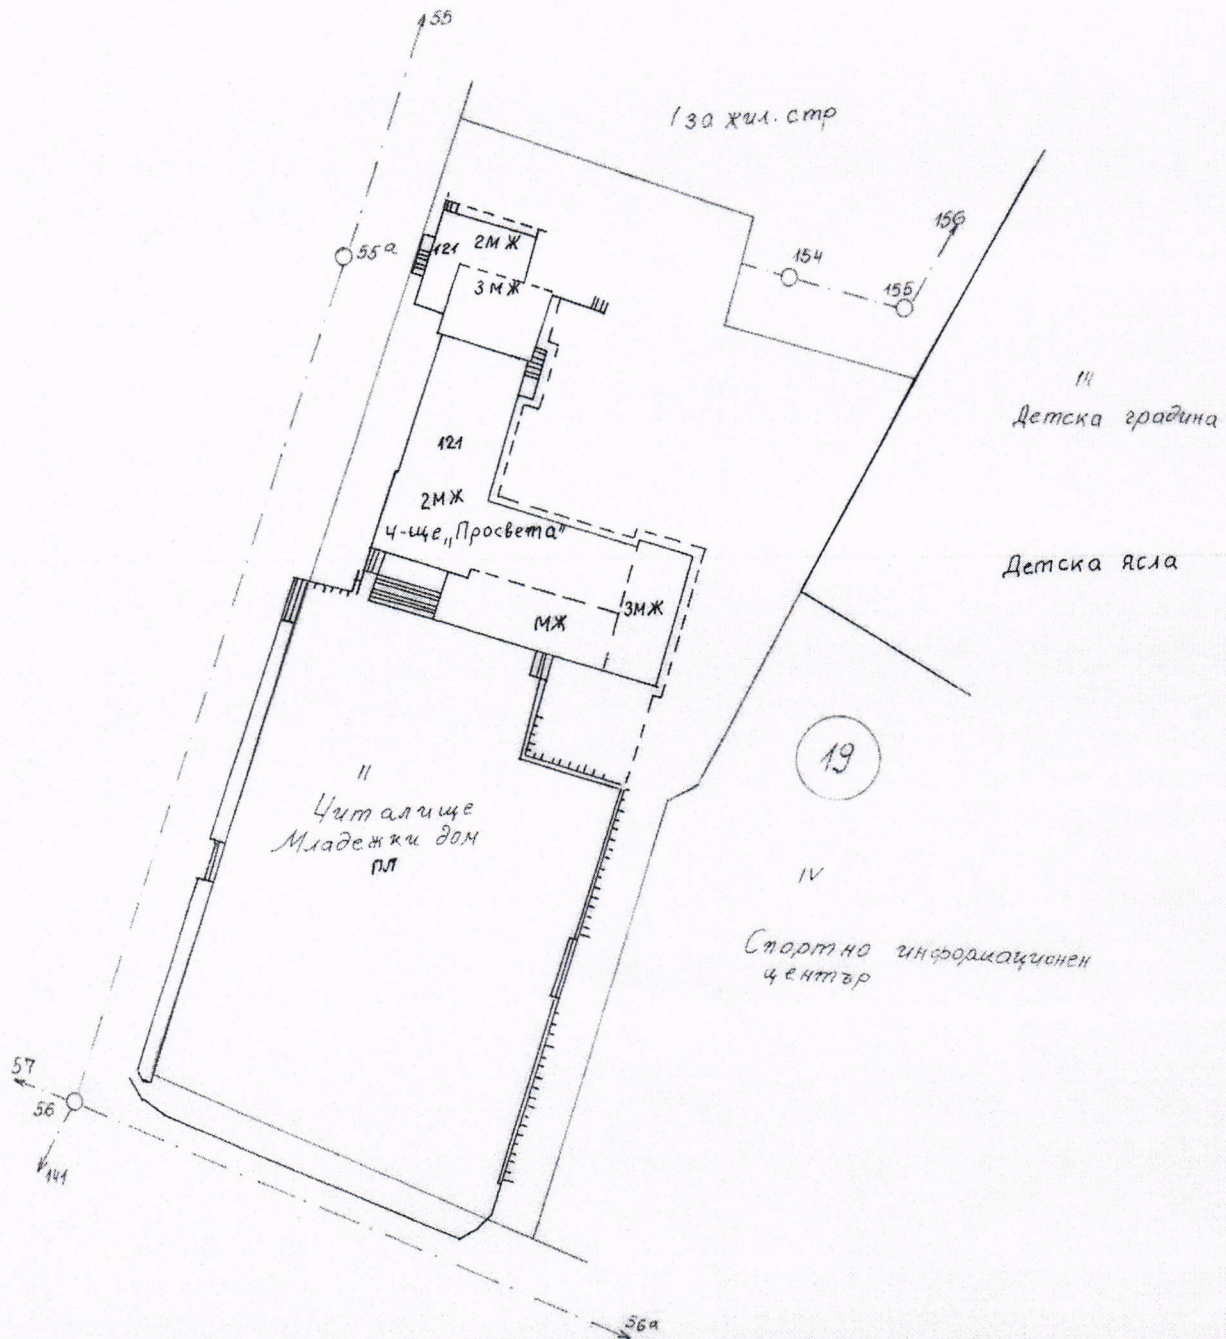 55
I за жил. стр
156
55а
154
155
121
2МЖ
3МЖ
III
Детска градина
121
2МЖ
ч-ще „Просвета"
Детска ясла
МЖ
3МЖ
19
II
Читалище
Младежки дом
ПЛ
IV
Спортно информационен
център
57
56
141
56а